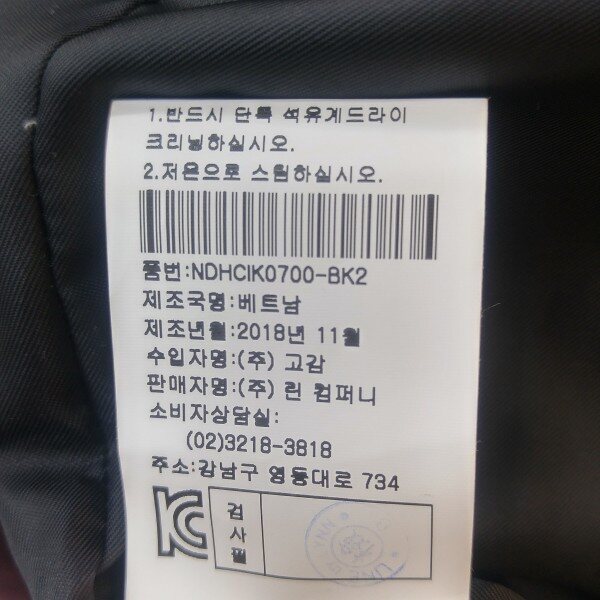 1.반드시 단독 석유계드라이
크리닝하십시오.
2.저온으로 스팀하십시오.
품번:NDHCIK0700-BK2
제조국명:베트남
제조년월:2018년 11월
수입자명:(주) 고감
판매자명:(주) 린 컴퍼니
소비자상담실:
(02)3218-3818
주소:강남구 영동대로 734
검
사
필